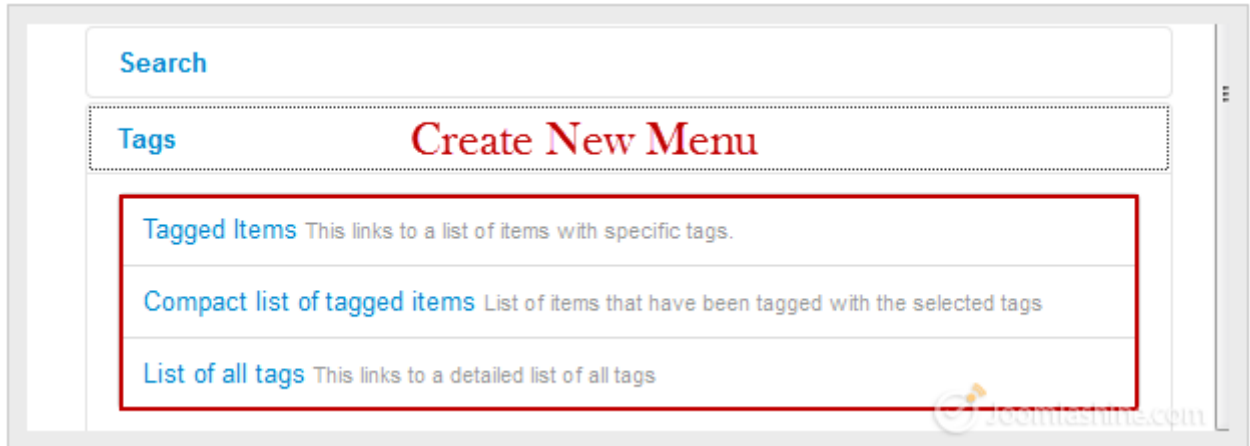 Search
Tags Create New Menu
Tagged Items This links to a list of items with specific tags.
Compact list of tagged items List of items that have been tagged with the selected tags
List of all tags This links to a detailed list of all tags
Joomlashine.com